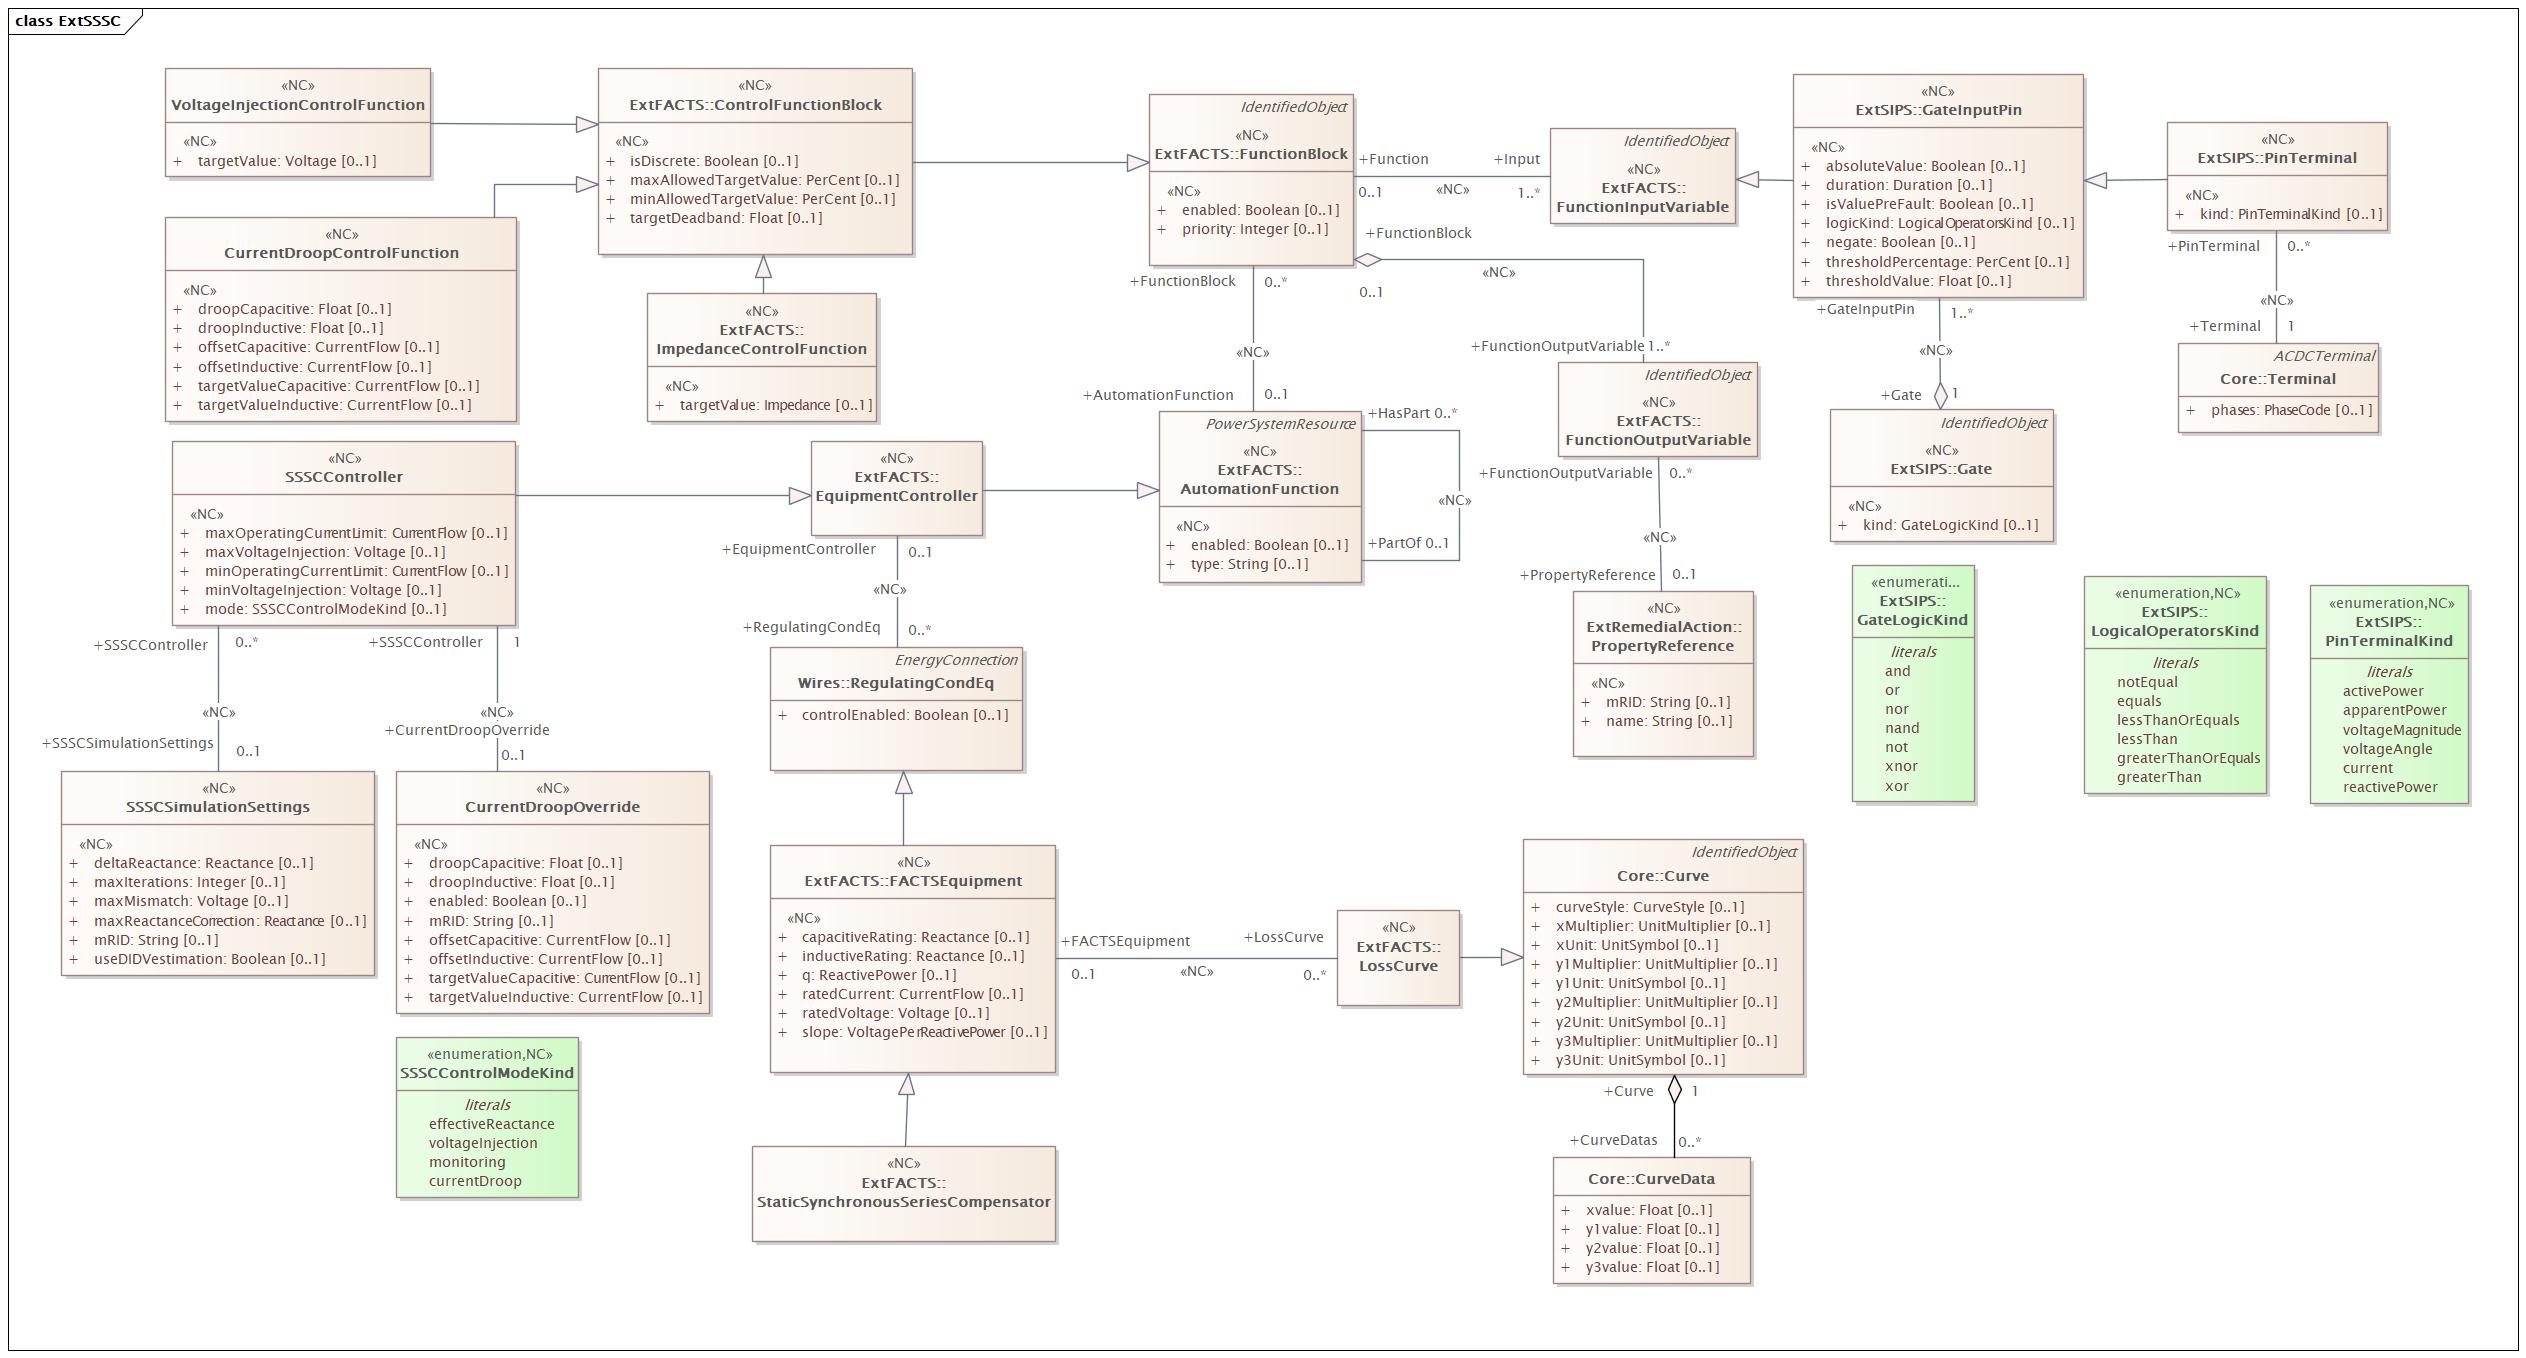 class ExtSSSC
«NC»
VoltageInjectionControlFunction
«NC»
+ targetValue: Voltage [0..1]
«NC»
CurrentDroopControlFunction
«NC»
+ droopCapacitive: Float [0..1]
+ droopInductive: Float [0..1]
+ offsetCapacitive: CurrentFlow [0..1]
+ offsetInductive: CurrentFlow [0..1]
+ targetValueCapacitive: CurrentFlow [0..1]
+ targetValueInductive: CurrentFlow [0..1]
«NC»
ExtFACTS::ControlFunctionBlock
«NC»
+ isDiscrete: Boolean [0..1]
+ maxAllowedTargetValue: PerCent [0..1]
+ minAllowedTargetValue: PerCent [0..1]
+ targetDeadband: Float [0..1]
«NC»
ExtFACTS::
ImpedanceControlFunction
«NC»
+ targetValue: Impedance [0..1]
IdentifiedObject
«NC»
ExtFACTS::FunctionBlock
«NC»
+ enabled: Boolean [0..1]
+ priority: Integer [0..1]
+Function
0..1
«NC»
+Input
1..*
IdentifiedObject
«NC»
ExtFACTS::
FunctionInputVariable
+FunctionBlock
0..1
«NC»
+FunctionOutputVariable 1..*
+FunctionBlock
0..*
«NC»
+AutomationFunction
0..1
«NC»
ExtSIPS::GateInputPin
«NC»
+ absoluteValue: Boolean [0..1]
+ duration: Duration [0..1]
+ isValuePreFault: Boolean [0..1]
+ logicKind: LogicalOperatorsKind [0..1]
+ negate: Boolean [0..1]
+ thresholdPercentage: PerCent [0..1]
+ thresholdValue: Float [0..1]
+GateInputPin
1..*
«NC»
+Gate
1
«NC»
ExtSIPS::PinTerminal
«NC»
+ kind: PinTerminalKind [0..1]
+PinTerminal
0..*
«NC»
+Terminal
1
ACDCTerminal
Core::Terminal
+ phases: PhaseCode [0..1]
IdentifiedObject
«NC»
ExtSIPS::Gate
«NC»
+ kind: GateLogicKind [0..1]
IdentifiedObject
«NC»
ExtFACTS::
FunctionOutputVariable
+FunctionOutputVariable
0..*
«NC»
+PropertyReference
0..1
«NC»
ExtRemedialAction::
PropertyReference
«NC»
+ mRID: String [0..1]
+ name: String [0..1]
«NC»
SSSCController
«NC»
+ maxOperatingCurrentLimit: CurrentFlow [0..1]
+ maxVoltageInjection: Voltage [0..1]
+ minOperatingCurrentLimit: CurrentFlow [0..1]
+ minVoltageInjection: Voltage [0..1]
+ mode: SSSCControlModeKind [0..1]
«NC»
ExtFACTS::
EquipmentController
PowerSystemResource
«NC»
ExtFACTS::
AutomationFunction
«NC»
+ enabled: Boolean [0..1]
+ type: String [0..1]
+HasPart 0..*
«NC»
+PartOf 0..1
+EquipmentController
0..1
«NC»
+RegulatingCondEq
0..*
EnergyConnection
Wires::RegulatingCondEq
+ controlEnabled: Boolean [0..1]
+SSSCController
0..*
«NC»
+SSSCSimulationSettings
0..1
+SSSCController
1
«NC»
+CurrentDroopOverride
0..1
«NC»
SSSCSimulationSettings
«NC»
+ deltaReactance: Reactance [0..1]
+ maxIterations: Integer [0..1]
+ maxMismatch: Voltage [0..1]
+ maxReactanceCorrection: Reactance [0..1]
+ mRID: String [0..1]
+ useDIDVestimation: Boolean [0..1]
«NC»
CurrentDroopOverride
«NC»
+ droopCapacitive: Float [0..1]
+ droopInductive: Float [0..1]
+ enabled: Boolean [0..1]
+ mRID: String [0..1]
+ offsetCapacitive: CurrentFlow [0..1]
+ offsetInductive: CurrentFlow [0..1]
+ targetValueCapacitive: CurrentFlow [0..1]
+ targetValueInductive: CurrentFlow [0..1]
«enumeration,NC»
SSSCControlModeKind
literals
effectiveReactance
voltageInjection
monitoring
currentDroop
«NC»
ExtFACTS::FACTSEquipment
«NC»
+ capacitiveRating: Reactance [0..1]
+ inductiveRating: Reactance [0..1]
+ q: ReactivePower [0..1]
+ ratedCurrent: CurrentFlow [0..1]
+ ratedVoltage: Voltage [0..1]
+ slope: VoltagePerReactivePower [0..1]
«NC»
ExtFACTS::
StaticSynchronousSeriesCompensator
+FACTSEquipment
0..1
«NC»
+LossCurve
0..*
«NC»
ExtFACTS::
LossCurve
IdentifiedObject
Core::Curve
+ curveStyle: CurveStyle [0..1]
+ xMultiplier: UnitMultiplier [0..1]
+ xUnit: UnitSymbol [0..1]
+ y1Multiplier: UnitMultiplier [0..1]
+ y1Unit: UnitSymbol [0..1]
+ y2Multiplier: UnitMultiplier [0..1]
+ y2Unit: UnitSymbol [0..1]
+ y3Multiplier: UnitMultiplier [0..1]
+ y3Unit: UnitSymbol [0..1]
+Curve
1
+CurveDatas
0..*
Core::CurveData
+ xvalue: Float [0..1]
+ y1value: Float [0..1]
+ y2value: Float [0..1]
+ y3value: Float [0..1]
«enumerati...
ExtSIPS::
GateLogicKind
literals
and
or
nor
nand
not
xnor
xor
«enumeration,NC»
ExtSIPS::
LogicalOperatorsKind
literals
notEqual
equals
lessThanOrEquals
lessThan
greaterThanOrEquals
greaterThan
«enumeration,NC»
ExtSIPS::
PinTerminalKind
literals
activePower
apparentPower
voltageMagnitude
voltageAngle
current
reactivePower